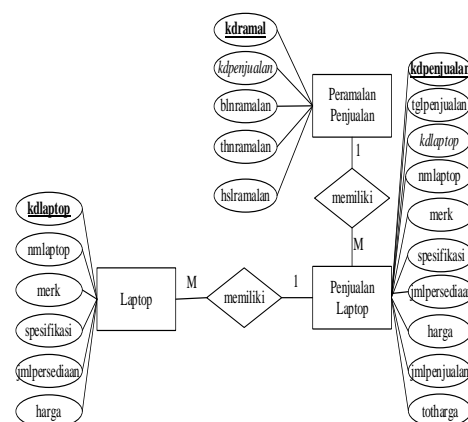 kdramal
kdpenjualan
blnramalan
thnramalan
hslramalan
Peramalan
Penjualan
1
memiliki
M
kdpenjualan
tglpenjualan
kdlaptop
nmlaptop
merk
spesifikasi
jmlpersediaan
harga
jmlpenjualan
totharga
kdlaptop
nmlaptop
merk
spesifikasi
jmlpersediaan
harga
Laptop
M
memiliki
1
Penjualan
Laptop